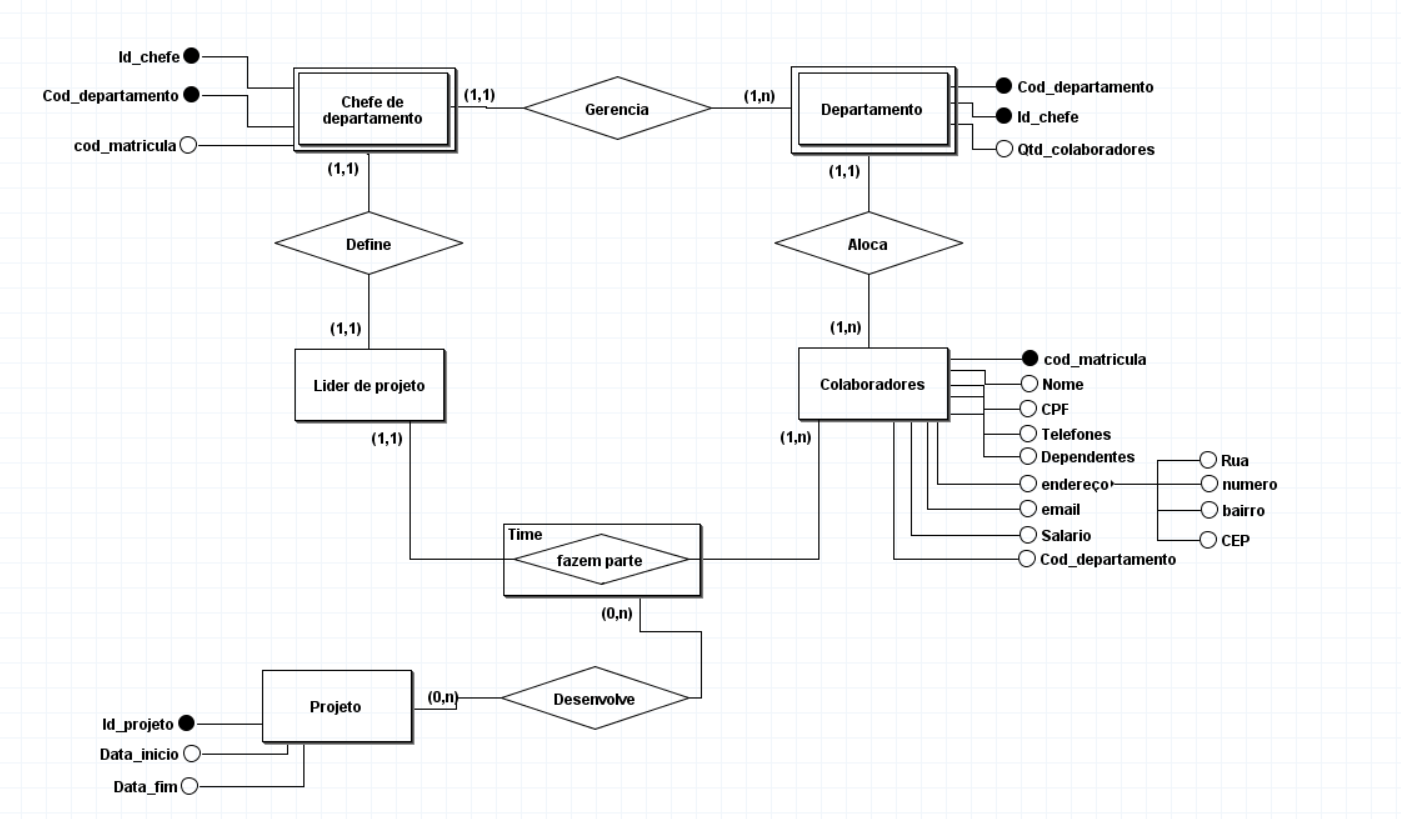 Id_chefe
Cod_departamento
cod_matricula
Chefe de
departamento
(1,1)
Gerencia
(1,n)
Departamento
Cod_departamento
Id_chefe
Qtd_colaboradores
(1,1)
(1,1)
Define
Aloca
(1,1)
(1,n)
Lider de projeto
Colaboradores
cod_matricula
Nome
CPF
Telefones
Dependentes
endereço
email
Salario
Cod_departamento
Rua
numero
bairro
CEP
(1,1)
(1,n)
Time
fazem parte
(0,n)
Projeto
(0,n)
Desenvolve
Id_projeto
Data_inicio
Data_fim